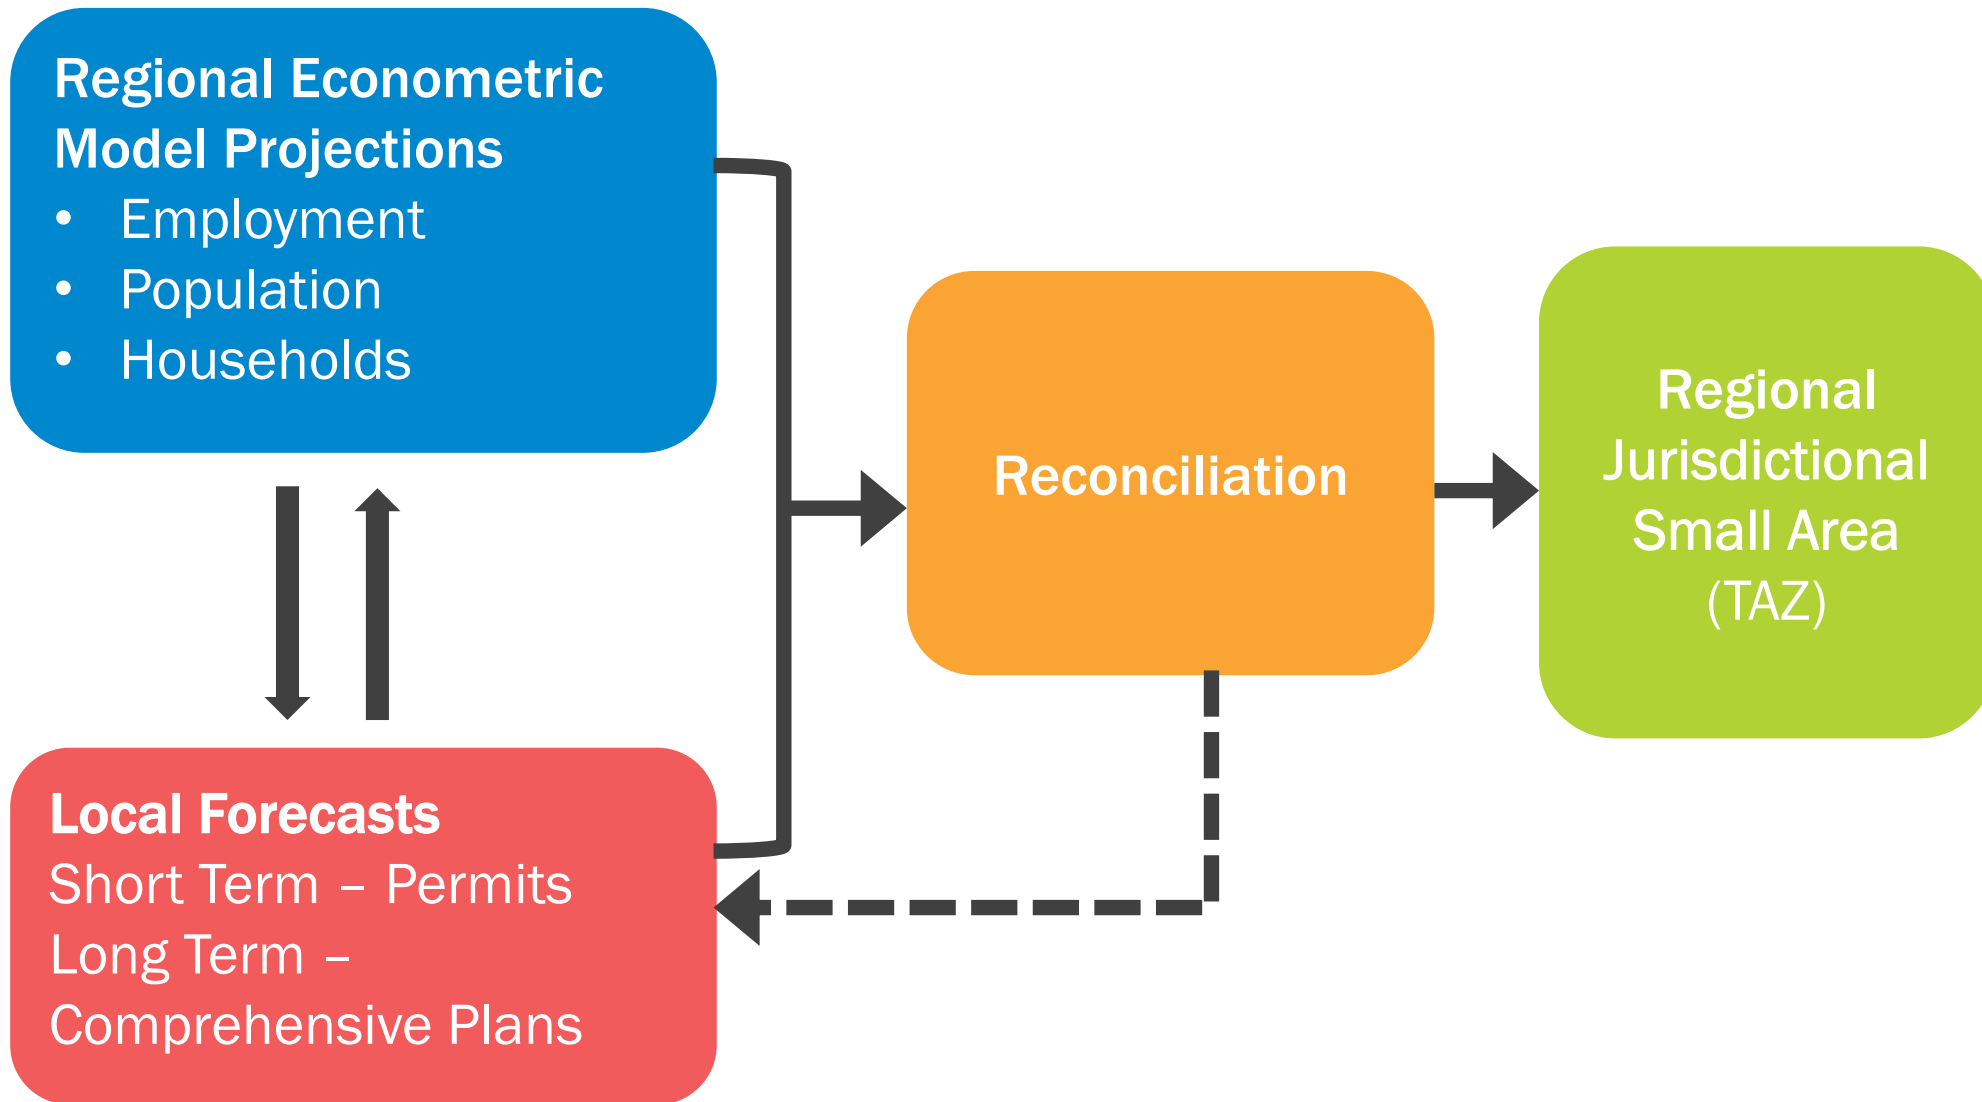 Regional Econometric
Model Projections
• Employment
• Population
• Households
Local Forecasts
Short Term – Permits
Long Term –
Comprehensive Plans
Reconciliation
Regional
Jurisdictional
Small Area
(TAZ)